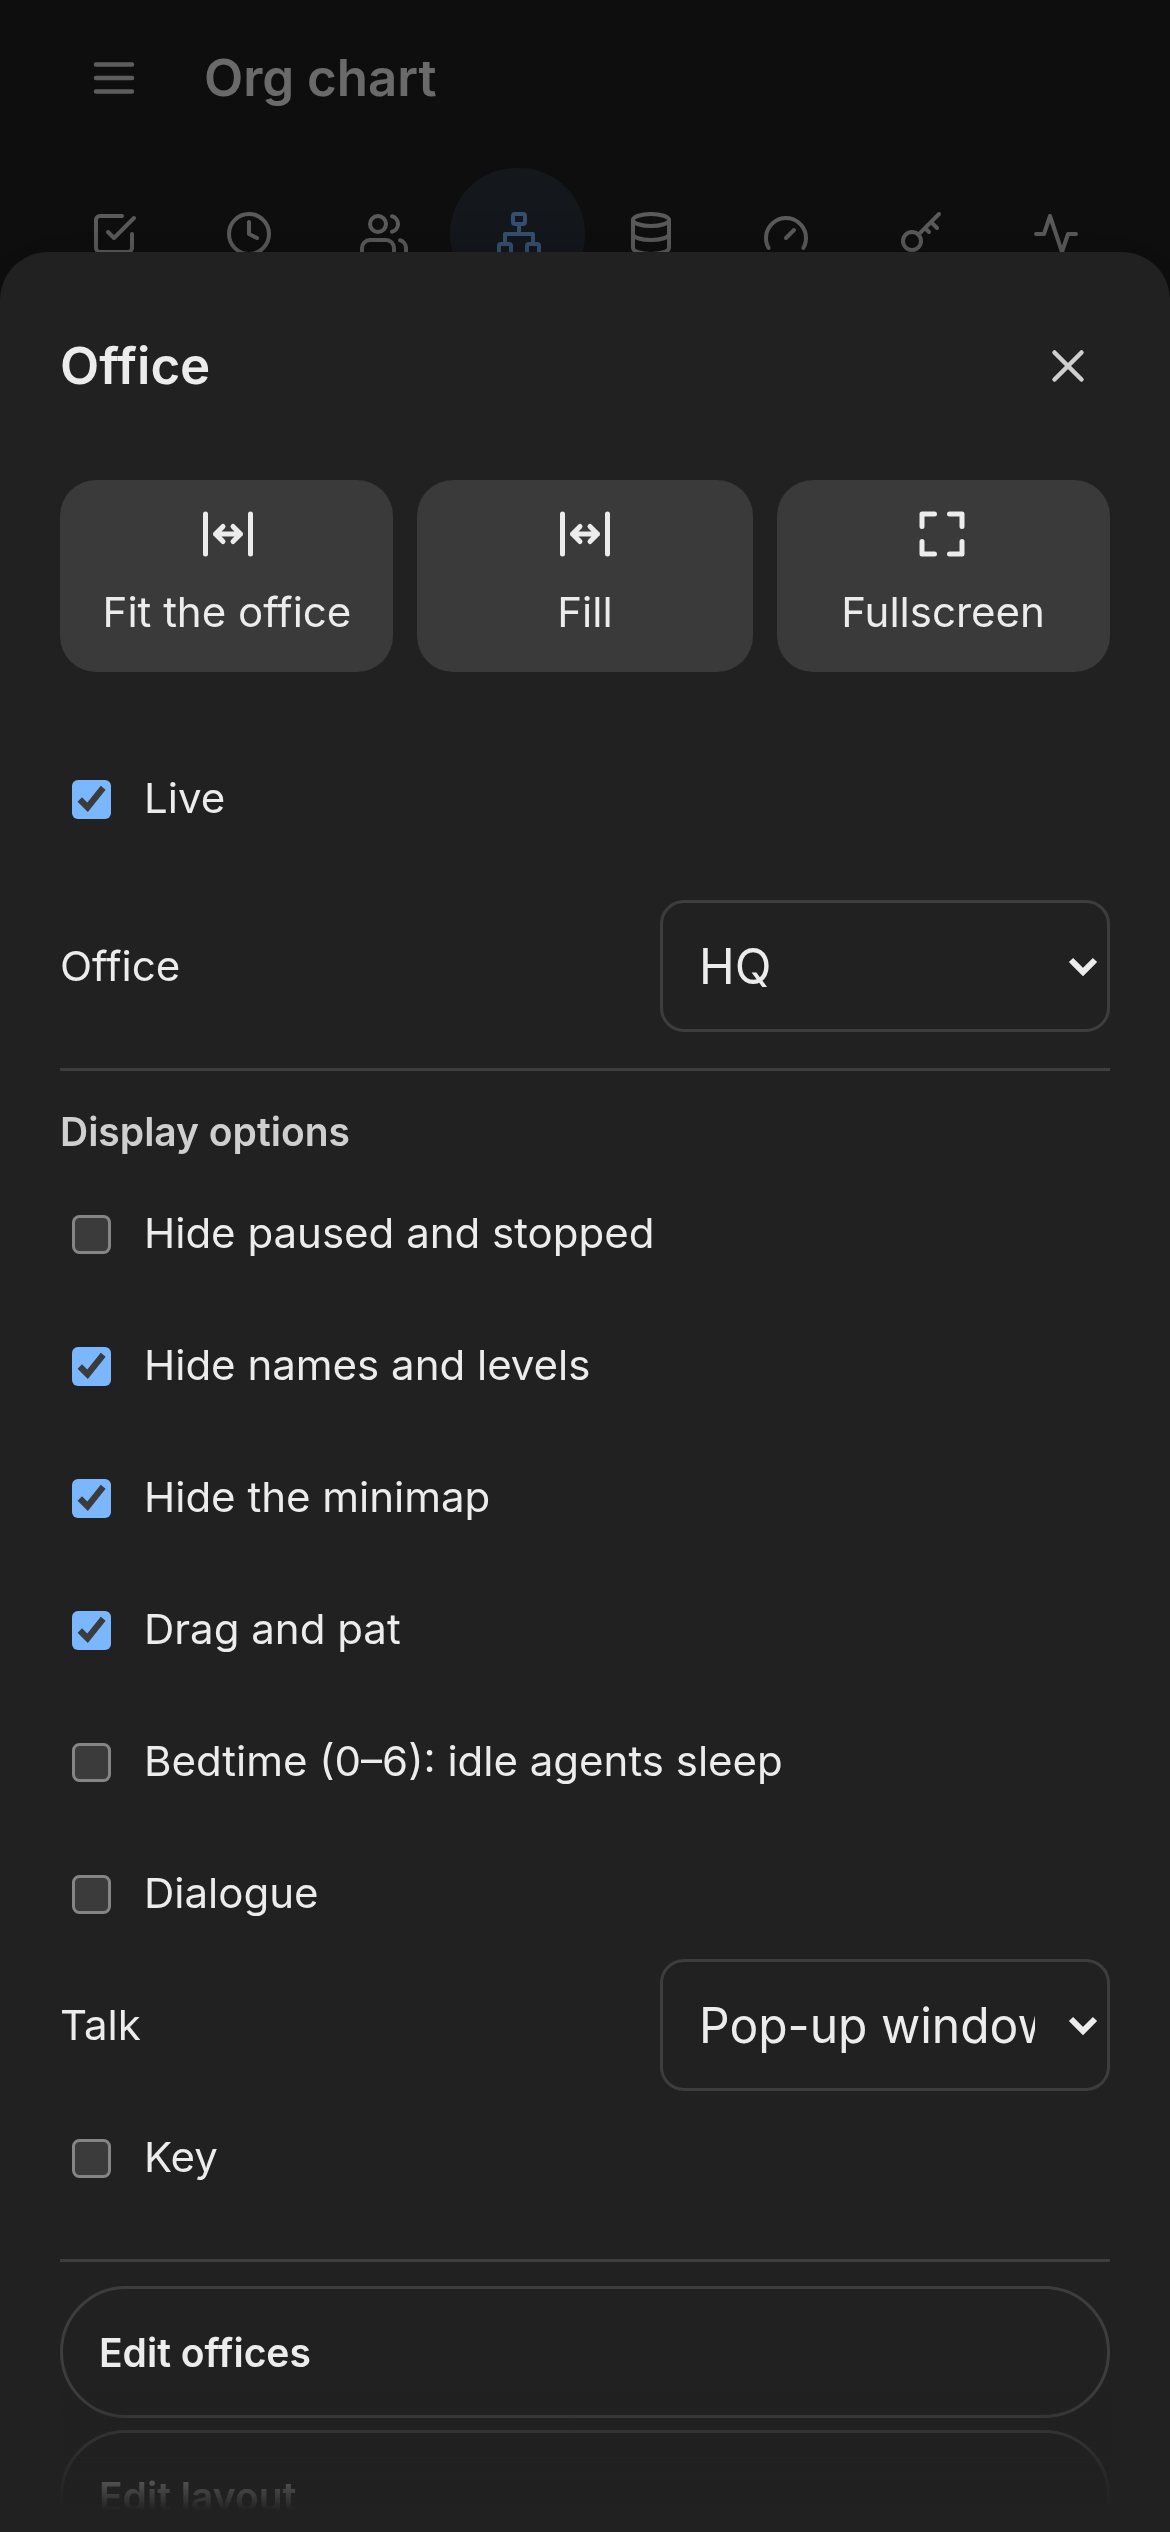 Org chart
Office
Fit the office
Fill
Fullscreen
Live
Office
HQ
Display options
Hide paused and stopped
Hide names and levels
Hide the minimap
Drag and pat
Bedtime (0–6): idle agents sleep
Dialogue
Talk
Pop-up window
Key
Edit offices
Edit layout